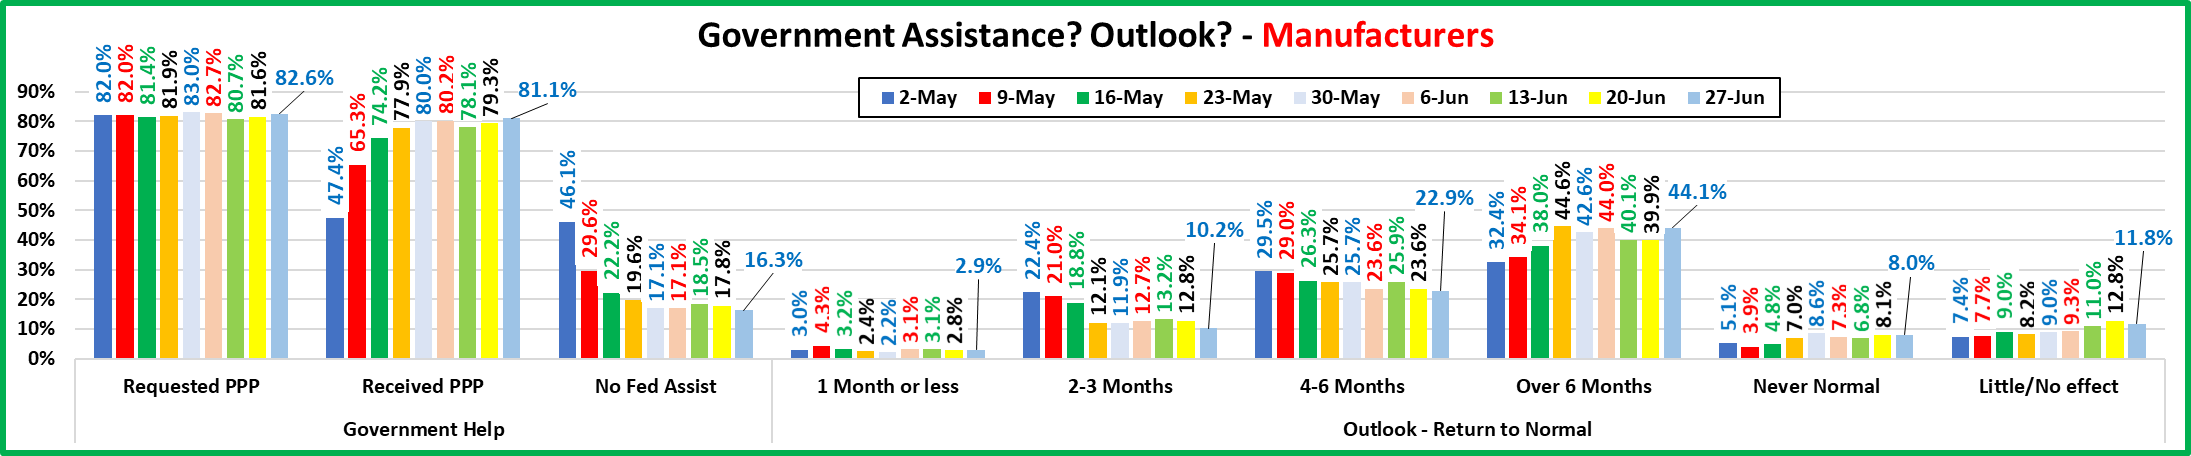 Government Assistance? Outlook? - Manufacturers
2-May 9-May 16-May 23-May 30-May 6-Jun 13-Jun 20-Jun 27-Jun
90%
80%
70%
60%
50%
40%
30%
20%
10%
0%
82.0% 82.0% 81.4% 81.9% 83.0% 82.7% 80.7% 81.6% 82.6%
47.4% 65.3% 74.2% 77.9% 80.0% 80.2% 78.1% 79.3% 81.1%
46.1% 29.6% 22.2% 19.6% 17.1% 17.1% 18.5% 17.8% 16.3%
3.0% 4.3% 3.2% 2.4% 2.2% 3.1% 3.1% 2.8% 2.9%
22.4% 21.0% 18.8% 12.1% 11.9% 12.7% 13.2% 12.8% 10.2%
29.5% 29.0% 26.3% 25.7% 25.7% 23.6% 25.9% 23.6% 22.9%
32.4% 34.1% 38.0% 44.6% 42.6% 44.0% 40.1% 39.9% 44.1%
5.1% 3.9% 4.8% 7.0% 8.6% 7.3% 6.8% 8.1% 8.0%
7.4% 7.7% 9.0% 8.2% 9.0% 9.3% 11.0% 12.8% 11.8%
Requested PPP Received PPP No Fed Assist 1 Month or less 2-3 Months 4-6 Months Over 6 Months Never Normal Little/No effect
Government Help Outlook - Return to Normal